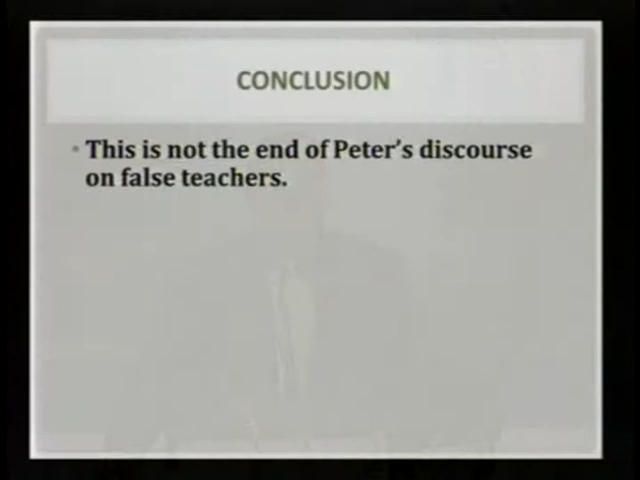 CONCLUSION
• This is not the end of Peter's discourse
on false teachers.